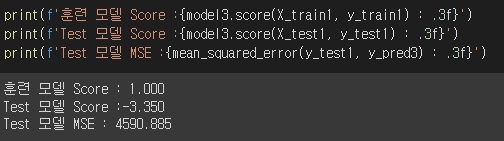 print(f'훈련 모델 Score :{model3.score(X_train1, y_train1) : .3f}')
print(f'Test 모델 Score :{model3.score(X_test1, y_test1) : .3f}')
print(f'Test 모델 MSE :{mean_squared_error(y_test1, y_pred3) : .3f}')
훈련 모델 Score : 1.000
Test 모델 Score :-3.350
Test 모델 MSE : 4590.885